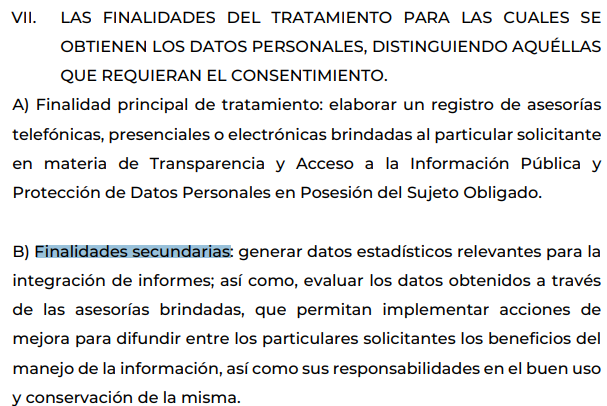 VII. LAS FINALIDADES DEL TRATAMIENTO PARA LAS CUALES SE
OBTIENEN LOS DATOS PERSONALES, DISTINGUIENDO AQUÉLLAS
QUE REQUIERAN EL CONSENTIMIENTO.
A) Finalidad principal de tratamiento: elaborar un registro de asesorías
telefónicas, presenciales o electrónicas brindadas al particular solicitante
en materia de Transparencia y Acceso a la Información Pública y
Protección de Datos Personales en Posesión del Sujeto Obligado.
B) Finalidades secundarias: generar datos estadísticos relevantes para la
integración de informes; así como, evaluar los datos obtenidos a través
de las asesorías brindadas, que permitan implementar acciones de
mejora para difundir entre los particulares solicitantes los beneficios del
manejo de la información, así como sus responsabilidades en el buen uso
y conservación de la misma.